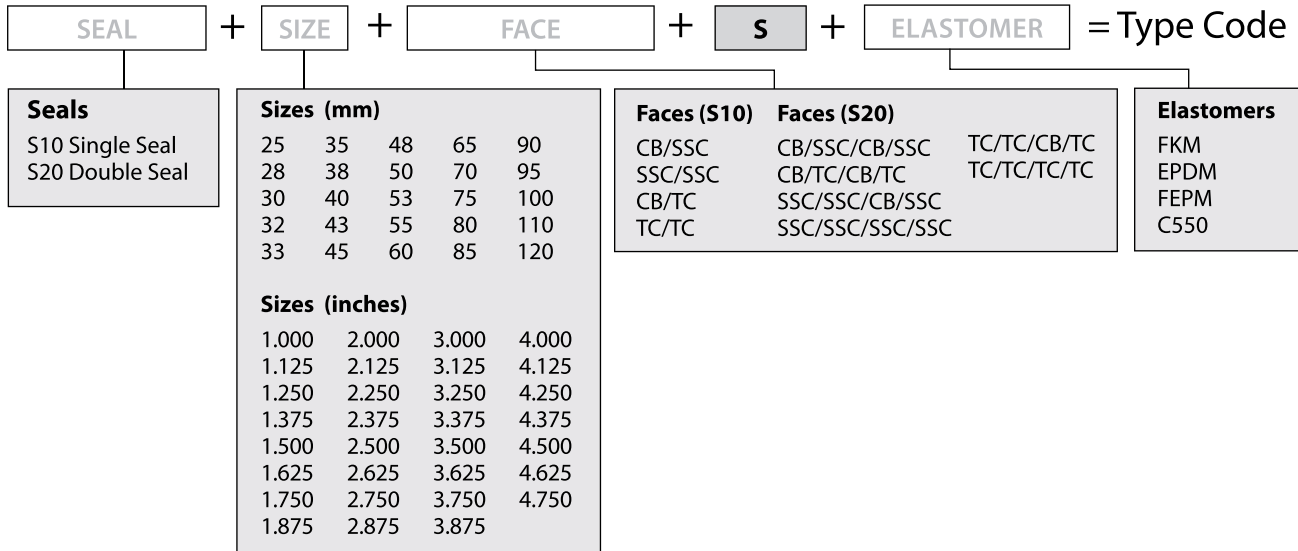 SEAL + SIZE + FACE + S + ELASTOMER = Type Code
Seals
S10 Single Seal
S20 Double Seal
Sizes (mm)
25 35 48 65 90
28 38 50 70 95
30 40 53 75 100
32 43 55 80 110
33 45 60 85 120
Sizes (inches)
1.000 2.000 3.000 4.000
1.125 2.125 3.125 4.125
1.250 2.250 3.250 4.250
1.375 2.375 3.375 4.375
1.500 2.500 3.500 4.500
1.625 2.625 3.625 4.625
1.750 2.750 3.750 4.750
1.875 2.875 3.875
Faces (S10)
CB/SSC
SSC/SSC
CB/TC
TC/TC
Faces (S20)
CB/SSC/CB/SSC
CB/TC/CB/TC
SSC/SSC/CB/SSC
SSC/SSC/SSC/SSC
TC/TC/CB/TC
TC/TC/TC/TC
Elastomers
FKM
EPDM
FEPM
C550